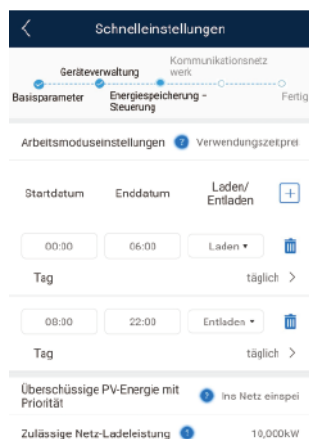 Schnelleinstellungen
Geräteverwaltung
Kommunikationsnetz
werk
Basisparameter
Energiespeicherung –
Steuerung
Fertig
Arbeitsmoduseinstellungen ? Verwendungszeitprei
Startdatum Enddatum Laden/
Entladen +
00:00 06:00 Laden
Tag täglich >
08:00 22:00 Entladen
Tag täglich >
Überschüssige PV-Energie mit
Priorität ? Ins Netz einspei
Zulässige Netz-Ladeleistung ? 10,000kW